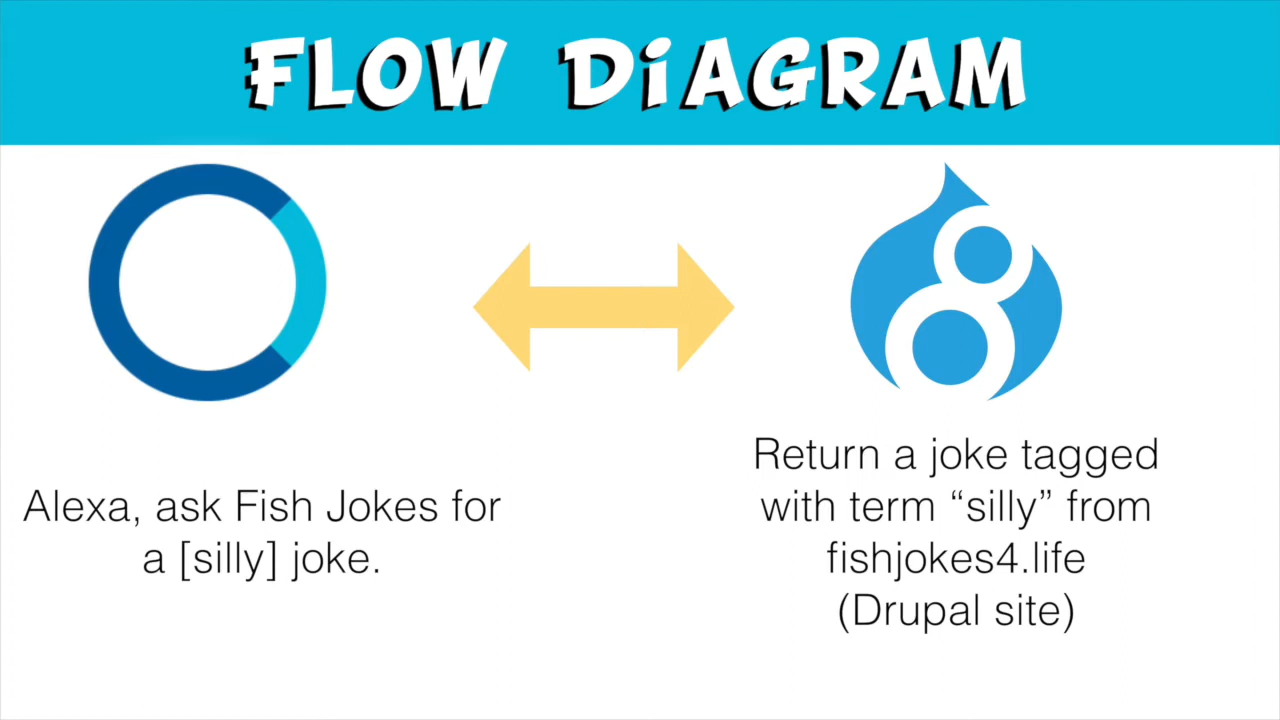 FLOW DiAGRAM
Alexa, ask Fish Jokes for
a [silly] joke.
Return a joke tagged
with term “silly” from
fishjokes4.life
(Drupal site)